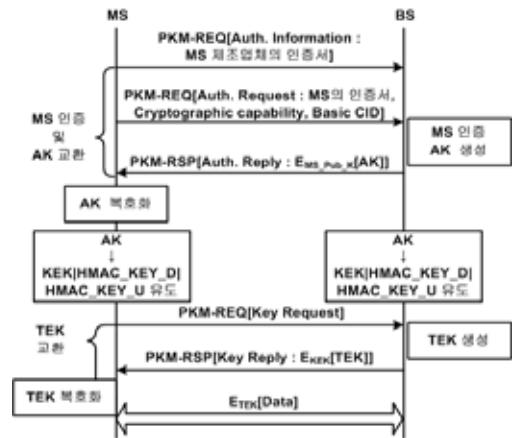 MS
BS
PKM-REQ[Auth. Information :
MS 제조업체의 인증서]
PKM-REQ[Auth. Request : MS의 인증서,
Cryptographic capability, Basic CID]
MS 인증
및
AK 교환
MS 인증
AK 생성
PKM-RSP[Auth. Reply : EMS_Pub_K[AK]]
AK 복호화
AK
↓
KEK|HMAC_KEY_D|
HMAC_KEY_U 유도
AK
↓
KEK|HMAC_KEY_D|
HMAC_KEY_U 유도
PKM-REQ[Key Request]
TEK
교환
TEK 생성
PKM-RSP[Key Reply : EKEK[TEK]]
TEK 복호화
ETEK[Data]